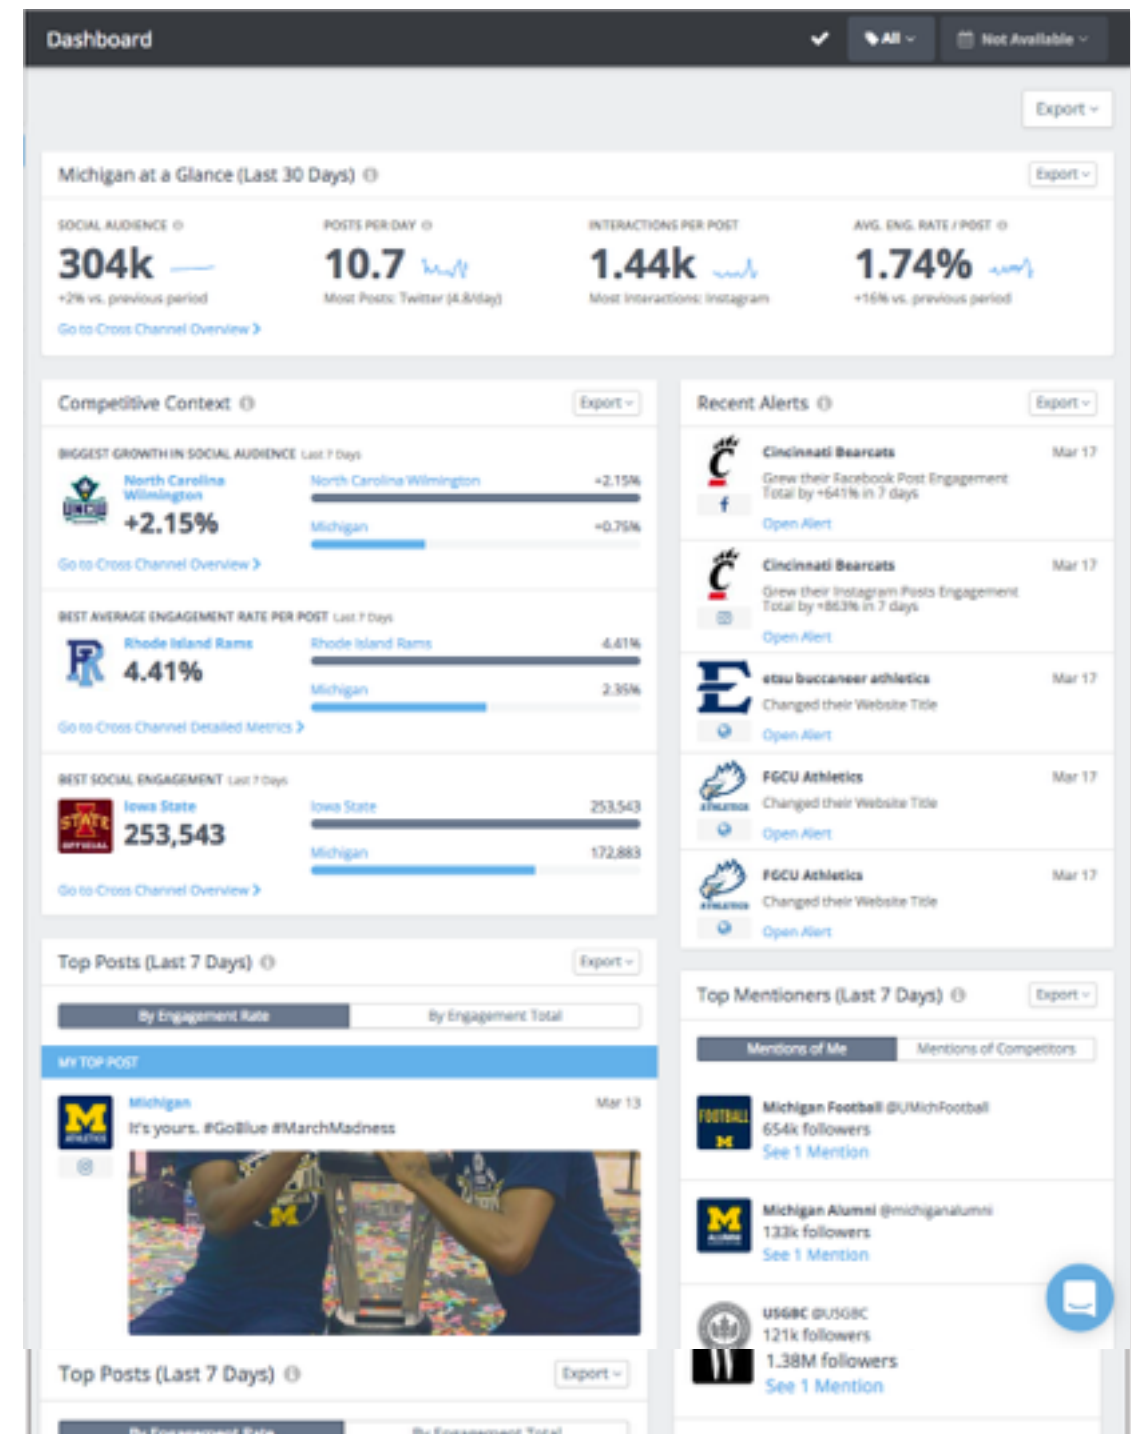 Dashboard
All
Not Available
Export
Michigan at a Glance (Last 30 Days)
Export
SOCIAL AUDIENCE
304k
+2% vs. previous period
Go to Cross Channel Overview
POSTS PER DAY
10.7
Most Posts: Twitter (4.8/day)
INTERACTIONS PER POST
1.44k
Most Interactions: Instagram
AVG. ENG. RATE / POST
1.74%
+16% vs. previous period
Competitive Context
Export
BIGGEST GROWTH IN SOCIAL AUDIENCE Last 7 Days
UNCW
North Carolina
Wilmington
+2.15%
North Carolina Wilmington +2.15%
Michigan +0.75%
Go to Cross Channel Overview
BEST AVERAGE ENGAGEMENT RATE PER POST Last 7 Days
Rhode Island Rams
4.41%
Rhode Island Rams 4.41%
Michigan 2.35%
Go to Cross Channel Detailed Metrics
BEST SOCIAL ENGAGEMENT Last 7 Days
STATE
OFFICIAL
Iowa State
253,543
Iowa State 253,543
Michigan 172,883
Go to Cross Channel Overview
Top Posts (Last 7 Days)
Export
By Engagement Rate
By Engagement Total
MY TOP POST
M
ATHLETICS
Michigan Mar 13
It's yours. #GoBlue #MarchMadness
M
Top Posts (Last 7 Days)
Export
By Engagement Rate
By Engagement Total
Recent Alerts
Export
C
Cincinnati Bearcats Mar 17
Grew their Facebook Post Engagement
Total by +641% in 7 days
Open Alert
C
Cincinnati Bearcats Mar 17
Grew their Instagram Posts Engagement
Total by +863% in 7 days
Open Alert
E
etsu buccaneer athletics Mar 17
Changed their Website Title
Open Alert
ATHLETICS
FGCU Athletics Mar 17
Changed their Website Title
Open Alert
ATHLETICS
FGCU Athletics Mar 17
Changed their Website Title
Open Alert
Top Mentioners (Last 7 Days)
Export
Mentions of Me
Mentions of Competitors
FOOTBALL
M
Michigan Football @UMichFootball
654k followers
See 1 Mention
M
ALUMNI
Michigan Alumni @michiganalumni
133k followers
See 1 Mention
USGBC @USGBC
121k followers
1.38M followers
See 1 Mention